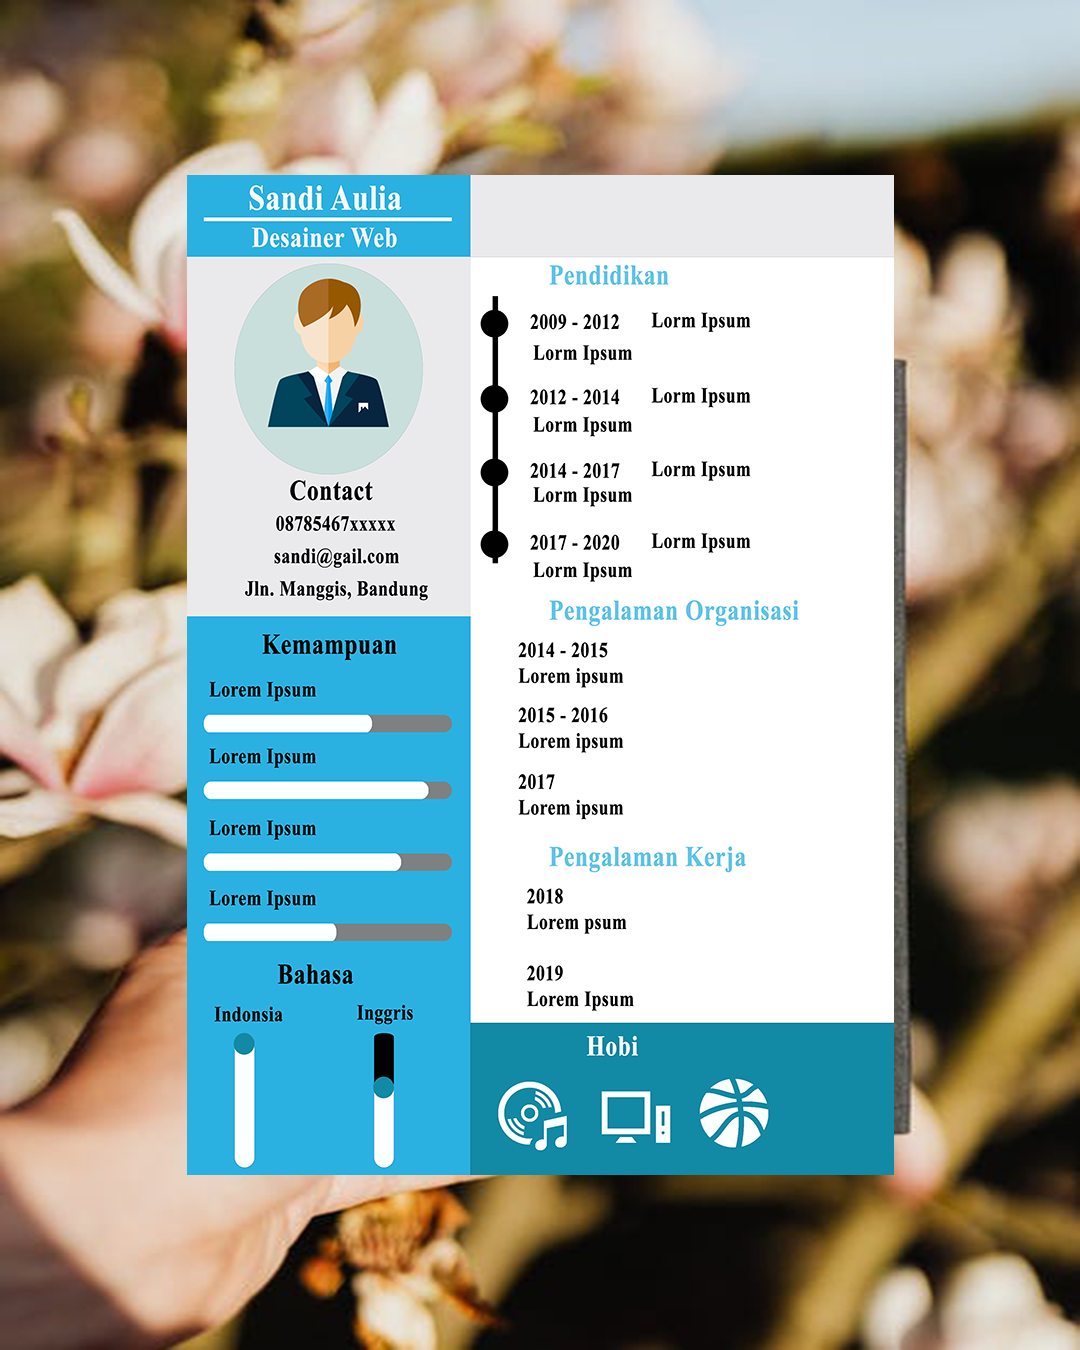 Sandi Aulia
Desainer Web
Contact
08785467xxxxx
sandi@gail.com
Jln. Manggis, Bandung
Kemampuan
Lorem Ipsum
Lorem Ipsum
Lorem Ipsum
Lorem Ipsum
Bahasa
Indonsia Inggris
Pendidikan
2009 - 2012 Lorm Ipsum
Lorm Ipsum
2012 - 2014 Lorm Ipsum
Lorm Ipsum
2014 - 2017 Lorm Ipsum
Lorm Ipsum
2017 - 2020 Lorm Ipsum
Lorm Ipsum
Pengalaman Organisasi
2014 - 2015
Lorem ipsum
2015 - 2016
Lorem ipsum
2017
Lorem ipsum
Pengalaman Kerja
2018
Lorem psum
2019
Lorem Ipsum
Hobi